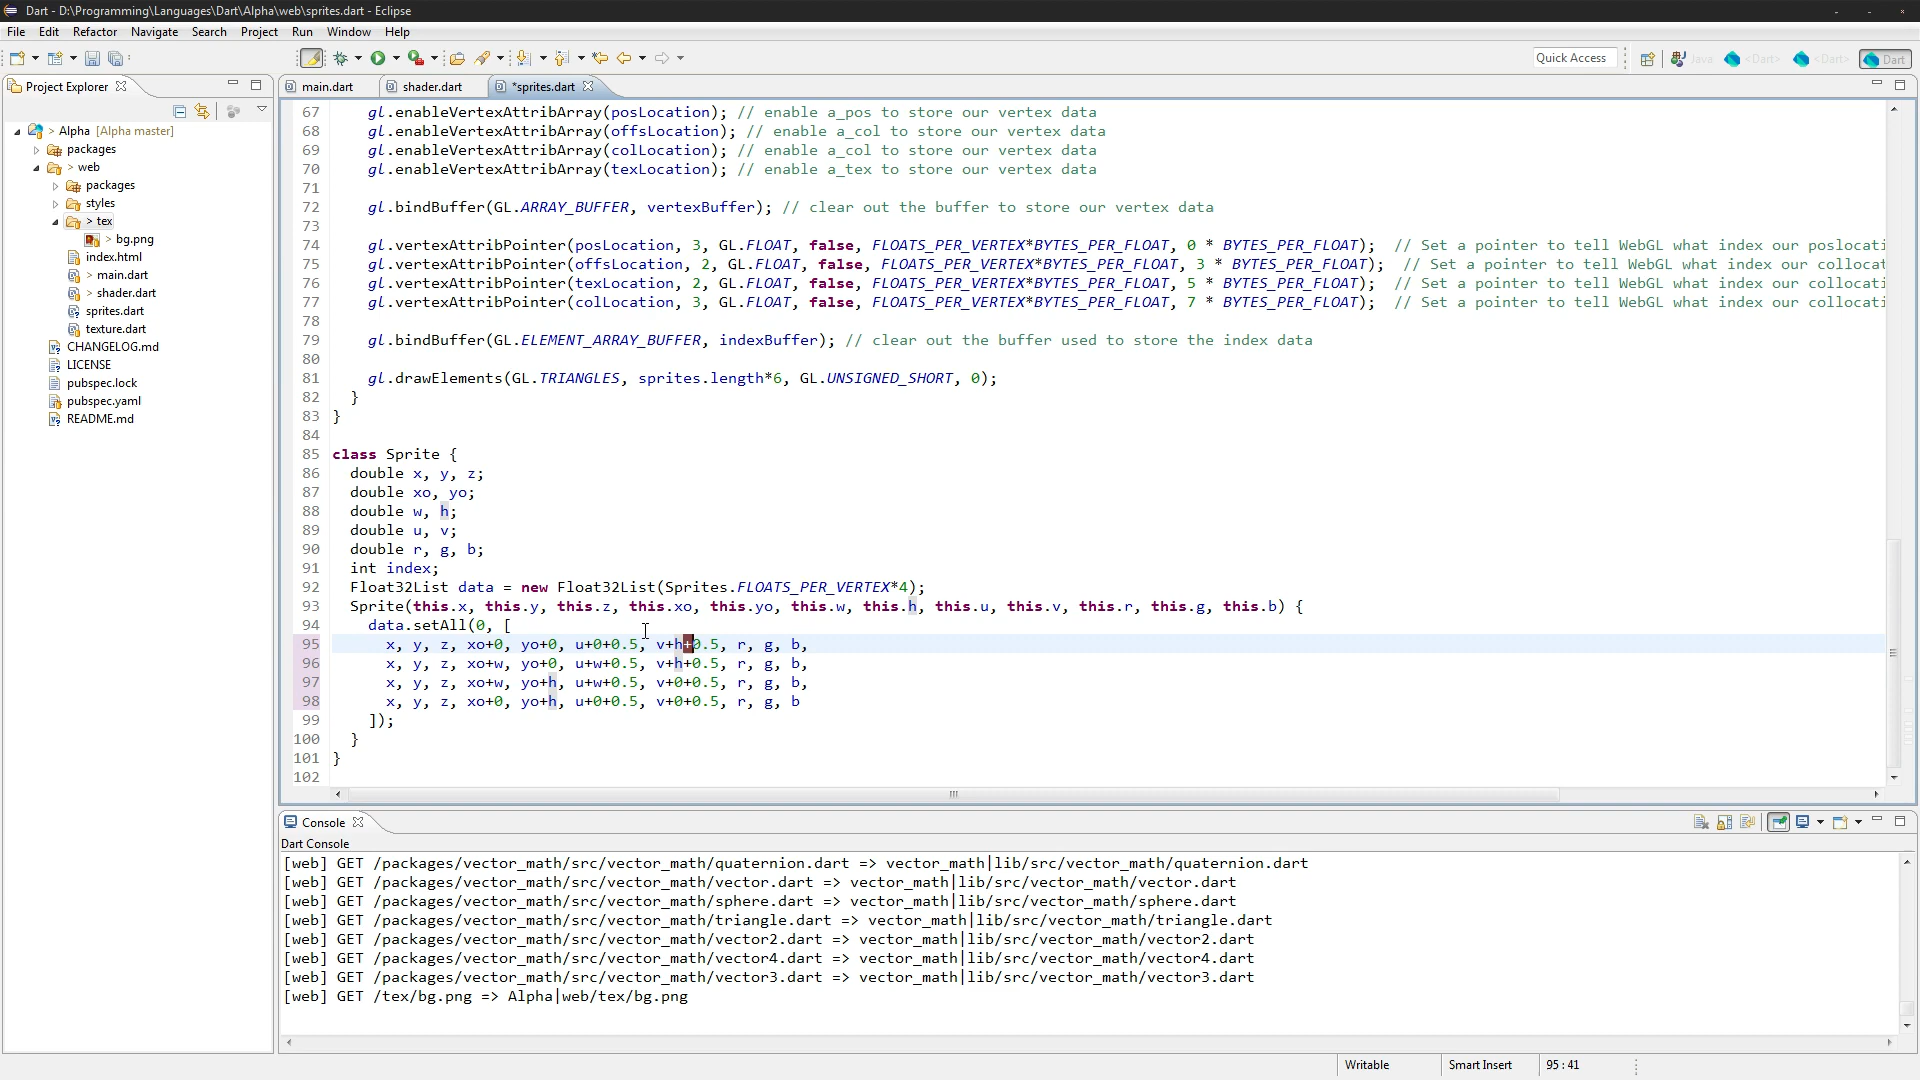 Dart - D:\Programming\Languages\Dart\Alpha\web\sprites.dart - Eclipse
File Edit Refactor Navigate Search Project Run Window Help
Quick Access Java <Dart> <Dart> Dart
Project Explorer
> Alpha [Alpha master]
packages
> web
packages
styles
> tex
> bg.png
index.html
> main.dart
> shader.dart
sprites.dart
texture.dart
CHANGELOG.md
LICENSE
pubspec.lock
pubspec.yaml
README.md
main.dart shader.dart *sprites.dart
67 gl.enableVertexAttribArray(posLocation); // enable a_pos to store our vertex data
68 gl.enableVertexAttribArray(offsLocation); // enable a_col to store our vertex data
69 gl.enableVertexAttribArray(colLocation); // enable a_col to store our vertex data
70 gl.enableVertexAttribArray(texLocation); // enable a_tex to store our vertex data
71
72 gl.bindBuffer(GL.ARRAY_BUFFER, vertexBuffer); // clear out the buffer to store our vertex data
73
74 gl.vertexAttribPointer(posLocation, 3, GL.FLOAT, false, FLOATS_PER_VERTEX*BYTES_PER_FLOAT, 0 * BYTES_PER_FLOAT); // Set a pointer to tell WebGL what index our poslocati
75 gl.vertexAttribPointer(offsLocation, 2, GL.FLOAT, false, FLOATS_PER_VERTEX*BYTES_PER_FLOAT, 3 * BYTES_PER_FLOAT); // Set a pointer to tell WebGL what index our collocat
76 gl.vertexAttribPointer(texLocation, 2, GL.FLOAT, false, FLOATS_PER_VERTEX*BYTES_PER_FLOAT, 5 * BYTES_PER_FLOAT); // Set a pointer to tell WebGL what index our collocati
77 gl.vertexAttribPointer(colLocation, 3, GL.FLOAT, false, FLOATS_PER_VERTEX*BYTES_PER_FLOAT, 7 * BYTES_PER_FLOAT); // Set a pointer to tell WebGL what index our collocati
78
79 gl.bindBuffer(GL.ELEMENT_ARRAY_BUFFER, indexBuffer); // clear out the buffer used to store the index data
80
81 gl.drawElements(GL.TRIANGLES, sprites.length*6, GL.UNSIGNED_SHORT, 0);
82 }
83 }
84
85 class Sprite {
86 double x, y, z;
87 double xo, yo;
88 double w, h;
89 double u, v;
90 double r, g, b;
91 int index;
92 Float32List data = new Float32List(Sprites.FLOATS_PER_VERTEX*4);
93 Sprite(this.x, this.y, this.z, this.xo, this.yo, this.w, this.h, this.u, this.v, this.r, this.g, this.b) {
94 data.setAll(0, [
95 x, y, z, xo+0, yo+0, u+0+0.5, v+h+0.5, r, g, b,
96 x, y, z, xo+w, yo+0, u+w+0.5, v+h+0.5, r, g, b,
97 x, y, z, xo+w, yo+h, u+w+0.5, v+0+0.5, r, g, b,
98 x, y, z, xo+0, yo+h, u+0+0.5, v+0+0.5, r, g, b
99 ]);
100 }
101 }
102
Console
Dart Console
[web] GET /packages/vector_math/src/vector_math/quaternion.dart => vector_math|lib/src/vector_math/quaternion.dart
[web] GET /packages/vector_math/src/vector_math/vector.dart => vector_math|lib/src/vector_math/vector.dart
[web] GET /packages/vector_math/src/vector_math/sphere.dart => vector_math|lib/src/vector_math/sphere.dart
[web] GET /packages/vector_math/src/vector_math/triangle.dart => vector_math|lib/src/vector_math/triangle.dart
[web] GET /packages/vector_math/src/vector_math/vector2.dart => vector_math|lib/src/vector_math/vector2.dart
[web] GET /packages/vector_math/src/vector_math/vector4.dart => vector_math|lib/src/vector_math/vector4.dart
[web] GET /packages/vector_math/src/vector_math/vector3.dart => vector_math|lib/src/vector_math/vector3.dart
[web] GET /tex/bg.png => Alpha|web/tex/bg.png
Writable Smart Insert 95 : 41